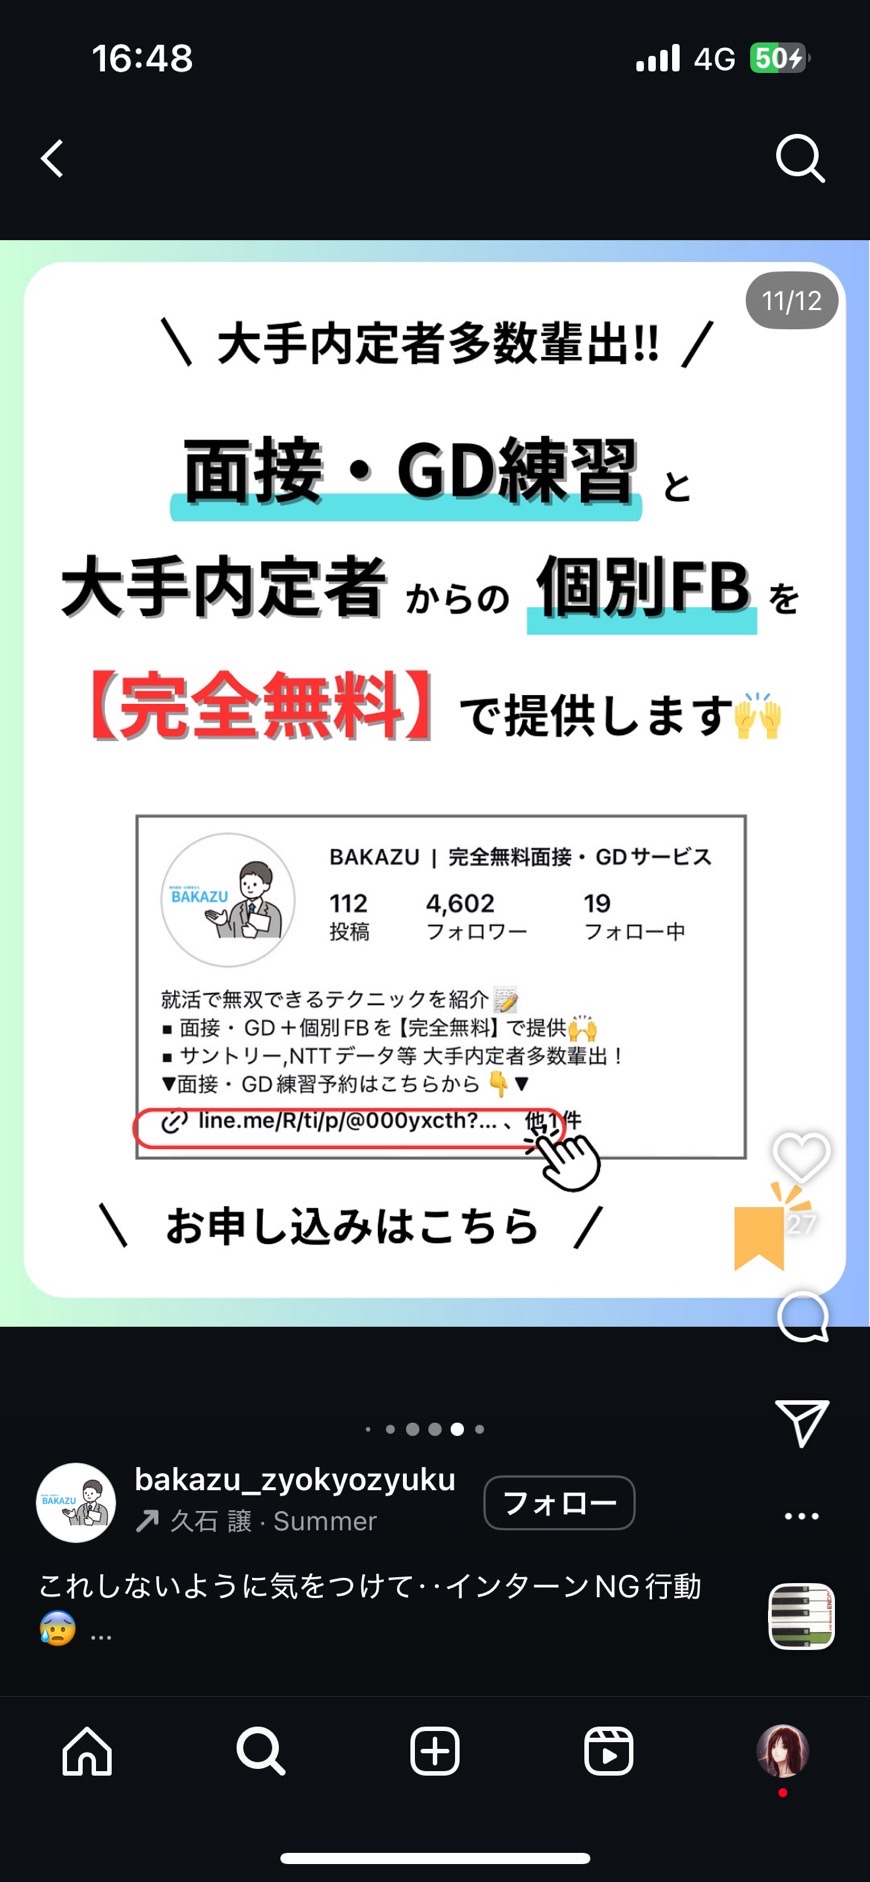 16:48
4G 50
11/12
大手内定者多数輩出!!
面接・GD練習 と
大手内定者 からの 個別FB を
【完全無料】で提供します🙌
BAKAZU
BAKAZU | 完全無料面接・GDサービス
112 4,602 19
投稿 フォロワー フォロー中
就活で無双できるテクニックを紹介📝
▪ 面接・GD＋個別FBを【完全無料】で提供🙌
▪ サントリー,NTTデータ等 大手内定者多数輩出！
▼面接・GD練習予約はこちらから👇▼
line.me/R/ti/p/@000yxcth?... 、他1件
お申し込みはこちら
27
BAKAZU
bakazu_zyokyozyuku
フォロー
久石 譲 · Summer
これしないように気をつけて‥インターンNG行動
😰 ...